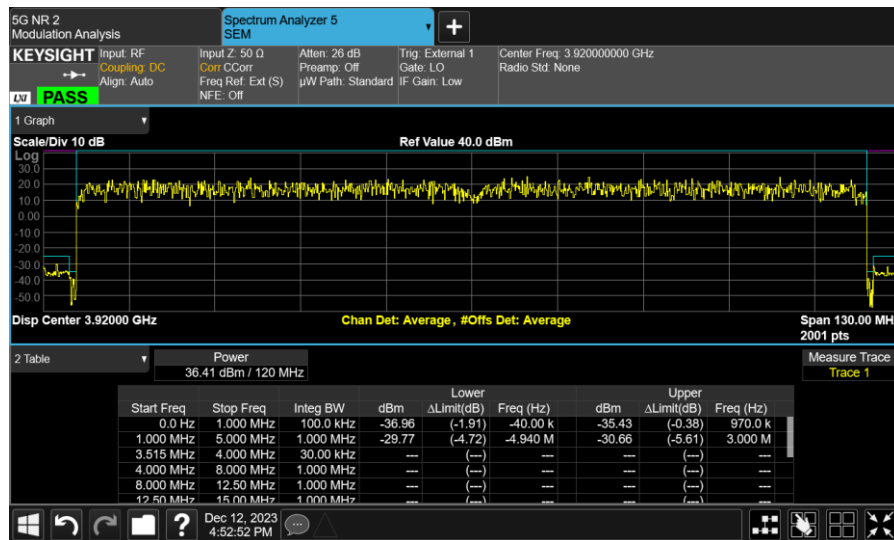 5G NR 2
Modulation Analysis
Spectrum Analyzer 5
SEM
KEYSIGHT
LXI
PASS
Input: RF
Coupling: DC
Align: Auto
Input Z: 50 Ω
Corr CCorr
Freq Ref: Ext (S)
NFE: Off
Atten: 26 dB
Preamp: Off
µW Path: Standard
Trig: External 1
Gate: LO
IF Gain: Low
Center Freq: 3.920000000 GHz
Radio Std: None
1 Graph
Scale/Div 10 dB
Ref Value 40.0 dBm
Log
30.0
20.0
10.0
0.00
-10.0
-20.0
-30.0
-40.0
-50.0
Disp Center 3.92000 GHz
Chan Det: Average, #Offs Det: Average
Span 130.00 MH
2001 pts
2 Table
Power
36.41 dBm / 120 MHz
Measure Trace
Trace 1
Lower Upper
Start Freq Stop Freq Integ BW dBm ΔLimit(dB) Freq (Hz) dBm ΔLimit(dB) Freq (Hz)
0.0 Hz 1.000 MHz 100.0 kHz -36.96 (-1.91) -40.00 k -35.43 (-0.38) 970.0 k
1.000 MHz 5.000 MHz 1.000 MHz -29.77 (-4.72) -4.940 M -30.66 (-5.61) 3.000 M
3.515 MHz 4.000 MHz 30.00 kHz --- (---) --- --- (---) ---
4.000 MHz 8.000 MHz 1.000 MHz --- (---) --- --- (---) ---
8.000 MHz 12.50 MHz 1.000 MHz --- (---) --- --- (---) ---
12.50 MHz 15.00 MHz 1.000 MHz --- (---) --- --- (---) ---
?
Dec 12, 2023
4:52:52 PM